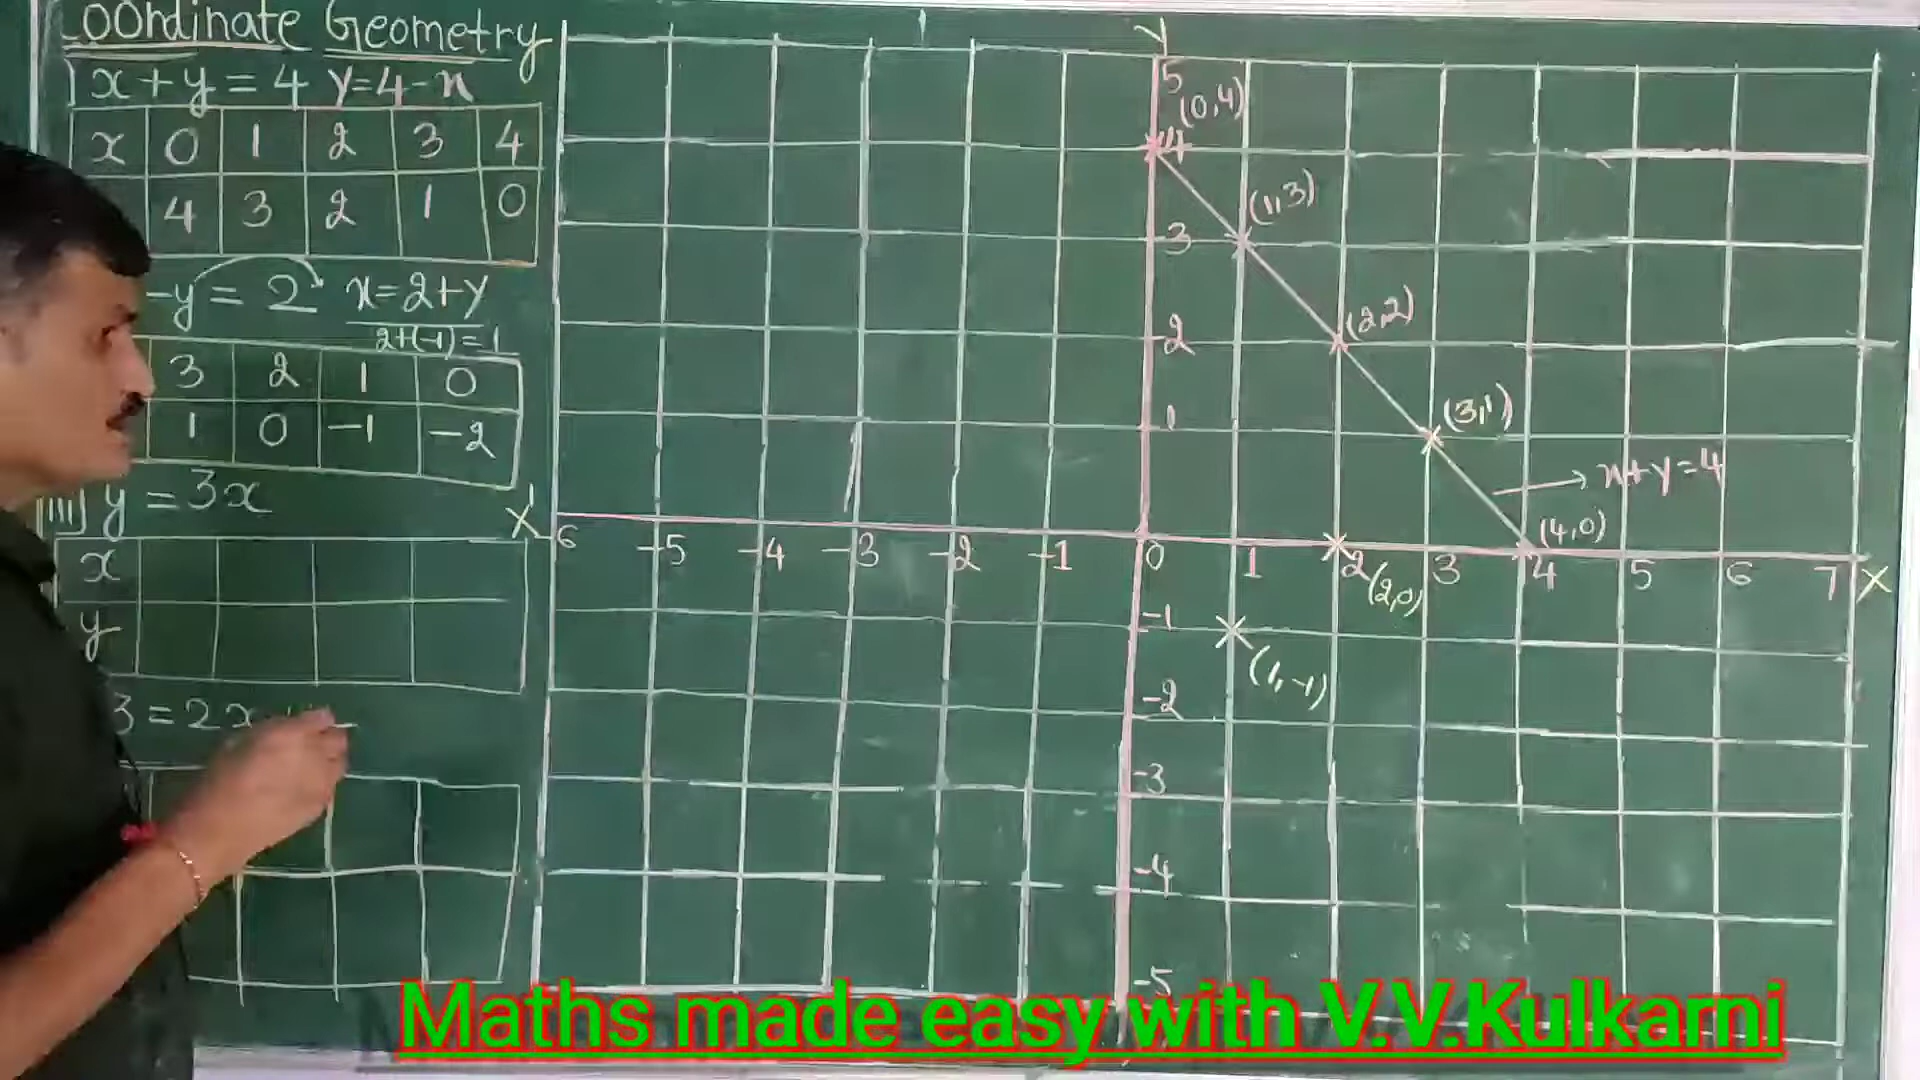 Coordinate Geometry
I] x + y = 4 y=4-x
x 0 1 2 3 4
4 3 2 1 0
-y = 2 x=2+y
2+(-1)=1
3 2 1 0
1 0 -1 -2
III] y = 3x
x
y
3 = 2x
Y
5
(0,4)
4
(1,3)
3
(2,2)
2
(3,1)
1
x+y=4
(4,0)
X' 6 -5 -4 -3 -2 -1 0 1 2 3 4 5 6 7 X
(2,0)
-1
(1,-1)
-2
-3
-4
-5
Maths made easy with V.V.Kulkarni